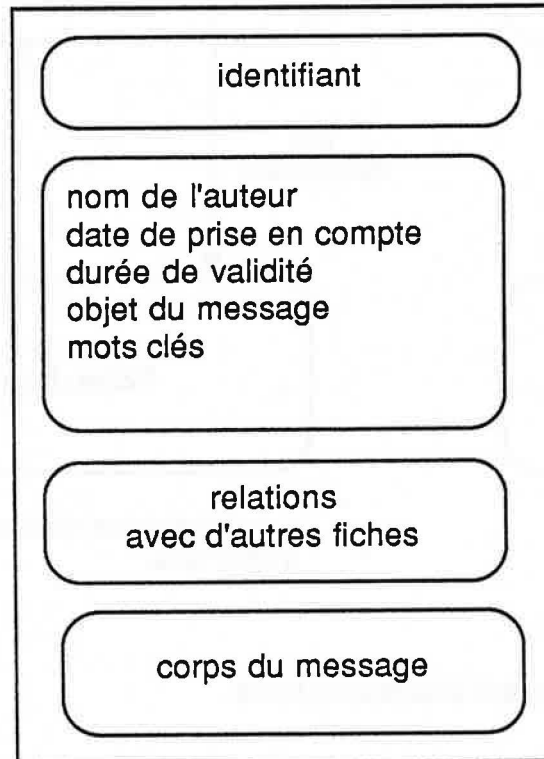 identifiant
nom de l'auteur
date de prise en compte
durée de validité
objet du message
mots clés
relations
avec d'autres fiches
corps du message